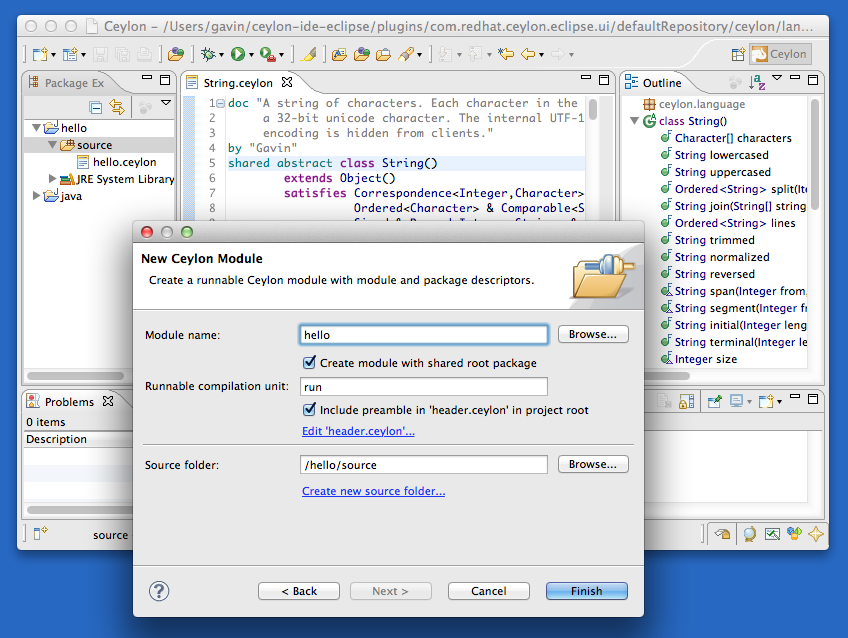 Ceylon – /Users/gavin/ceylon-ide-eclipse/plugins/com.redhat.ceylon.eclipse.ui/defaultRepository/ceylon/lan...
Ceylon
Package Ex
hello
source
hello.ceylon
JRE System Library
java
String.ceylon
1 doc "A string of characters. Each character in the
2 a 32-bit unicode character. The internal UTF-1
3 encoding is hidden from clients."
4 by "Gavin"
5 shared abstract class String()
6 extends Object()
7 satisfies Correspondence<Integer,Character>
8 Ordered<Character> & Comparable<S
Outline
ceylon.language
class String()
Character[] characters
String lowercased
String uppercased
Ordered<String> split(Ite
String join(String[] string
Ordered<String> lines
String trimmed
String normalized
String reversed
String span(Integer from,
String segment(Integer fr
String initial(Integer leng
String terminal(Integer le
Integer size
Problems
0 items
Description
source
New Ceylon Module
Create a runnable Ceylon module with module and package descriptors.
Module name: hello Browse...
Create module with shared root package
Runnable compilation unit: run
Include preamble in 'header.ceylon' in project root
Edit 'header.ceylon'...
Source folder: /hello/source Browse...
Create new source folder...
? < Back Next > Cancel Finish